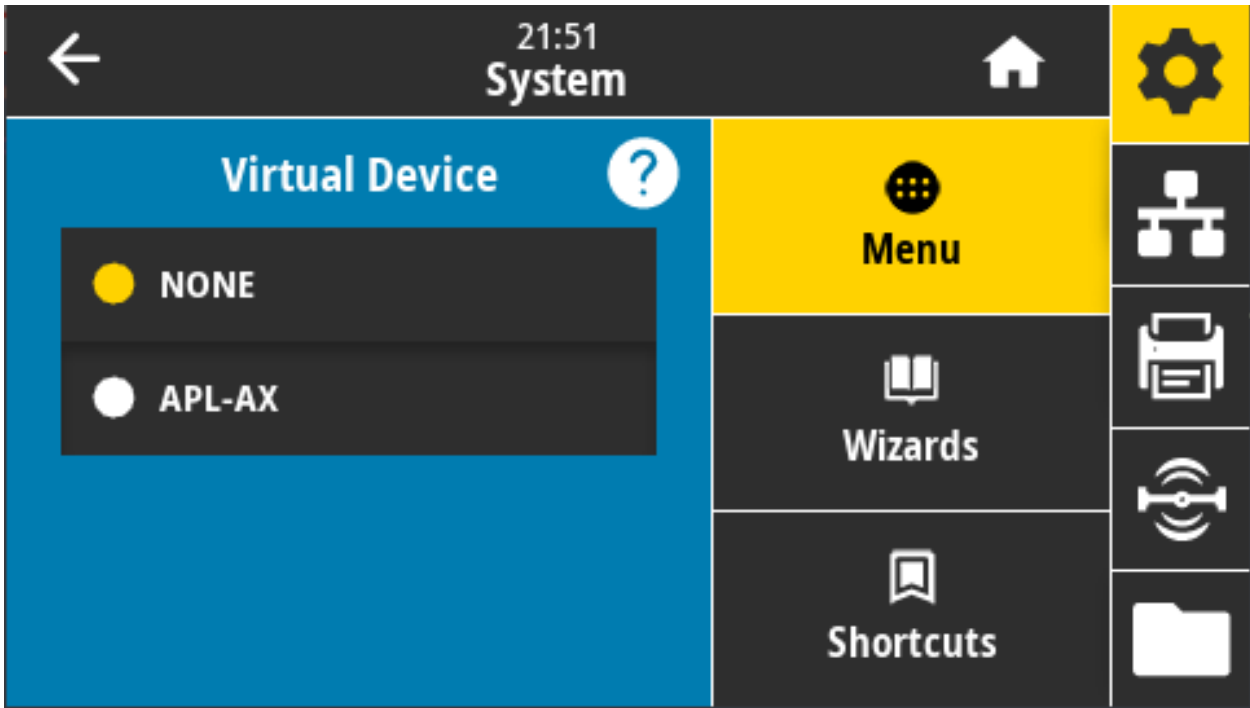 21:51
System
Virtual Device
?
NONE
APL-AX
Menu
Wizards
Shortcuts